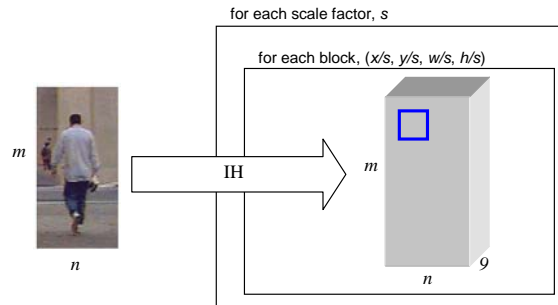 for each scale factor, s
for each block, (x/s, y/s, w/s, h/s)
m
IH
m
n
n
9